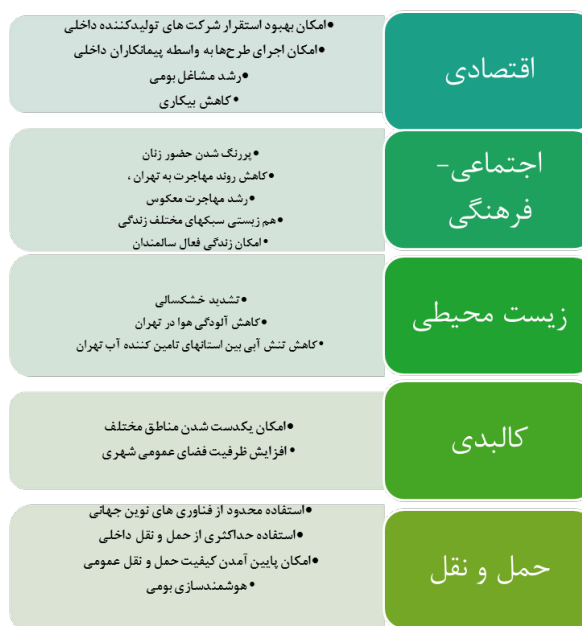 اقتصادی
•امکان بهبود استقرار شرکت های تولیدکننده داخلی
•امکان اجرای طرح‌ها به واسطه پیمانکاران داخلی
•رشد مشاغل بومی
•کاهش بیکاری
اجتماعی-
فرهنگی
•پررنگ شدن حضور زنان
•کاهش روند مهاجرت به تهران ،
•رشد مهاجرت معکوس
•هم زیستی سبکهای مختلف زندگی
•امکان زندگی فعال سالمندان
زیست محیطی
•تشدید خشکسالی
•کاهش آلودگی هوا در تهران
•کاهش تنش آبی بین استانهای تامین کننده آب تهران
کالبدی
•امکان یکدست شدن مناطق مختلف
•افزایش ظرفیت فضای عمومی شهری
حمل و نقل
•استفاده محدود از فناوری های نوین جهانی
•استفاده حداکثری از حمل و نقل داخلی
•امکان پایین آمدن کیفیت حمل و نقل عمومی
•هوشمندسازی بومی